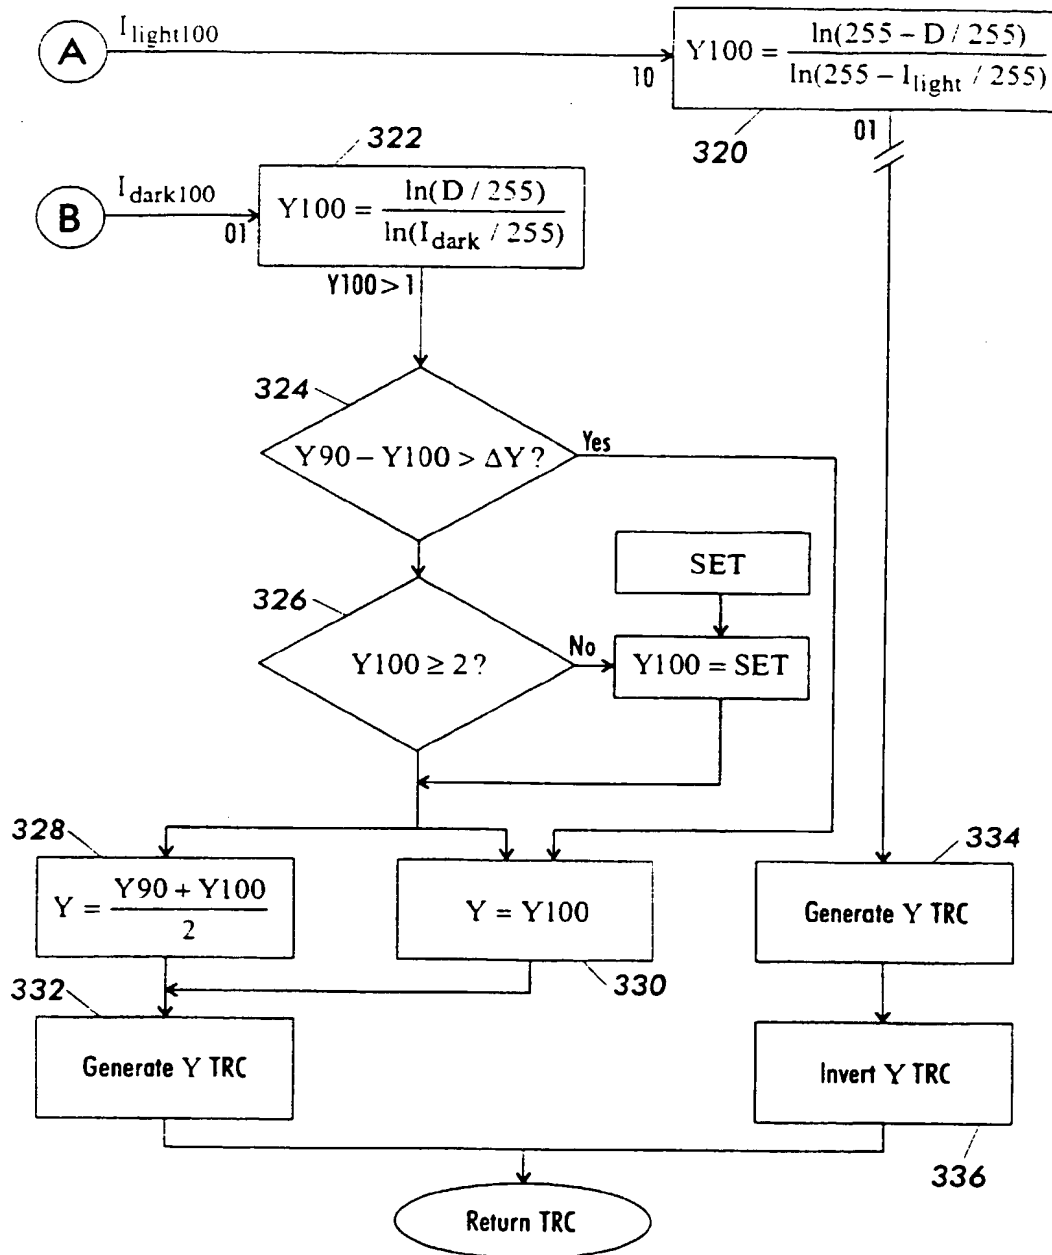 A
I_light100
10
Y100 = ln(255 – D / 255) / ln(255 – I_light / 255)
320
01
322
B
I_dark100
01
Y100 = ln(D / 255) / ln(I_dark / 255)
Y100 > 1
324
Y90 – Y100 > ΔY ?
Yes
SET
326
Y100 ≥ 2 ?
No
Y100 = SET
328
Y = Y90 + Y100 / 2
Y = Y100
330
334
Generate Y TRC
332
Generate Y TRC
Invert Y TRC
336
Return TRC